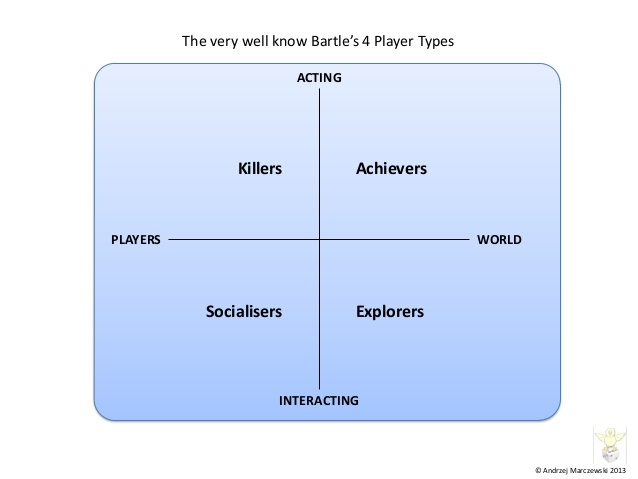 The very well know Bartle's 4 Player Types
ACTING
Killers
Achievers
PLAYERS
WORLD
Socialisers
Explorers
INTERACTING
© Andrzej Marczewski 2013